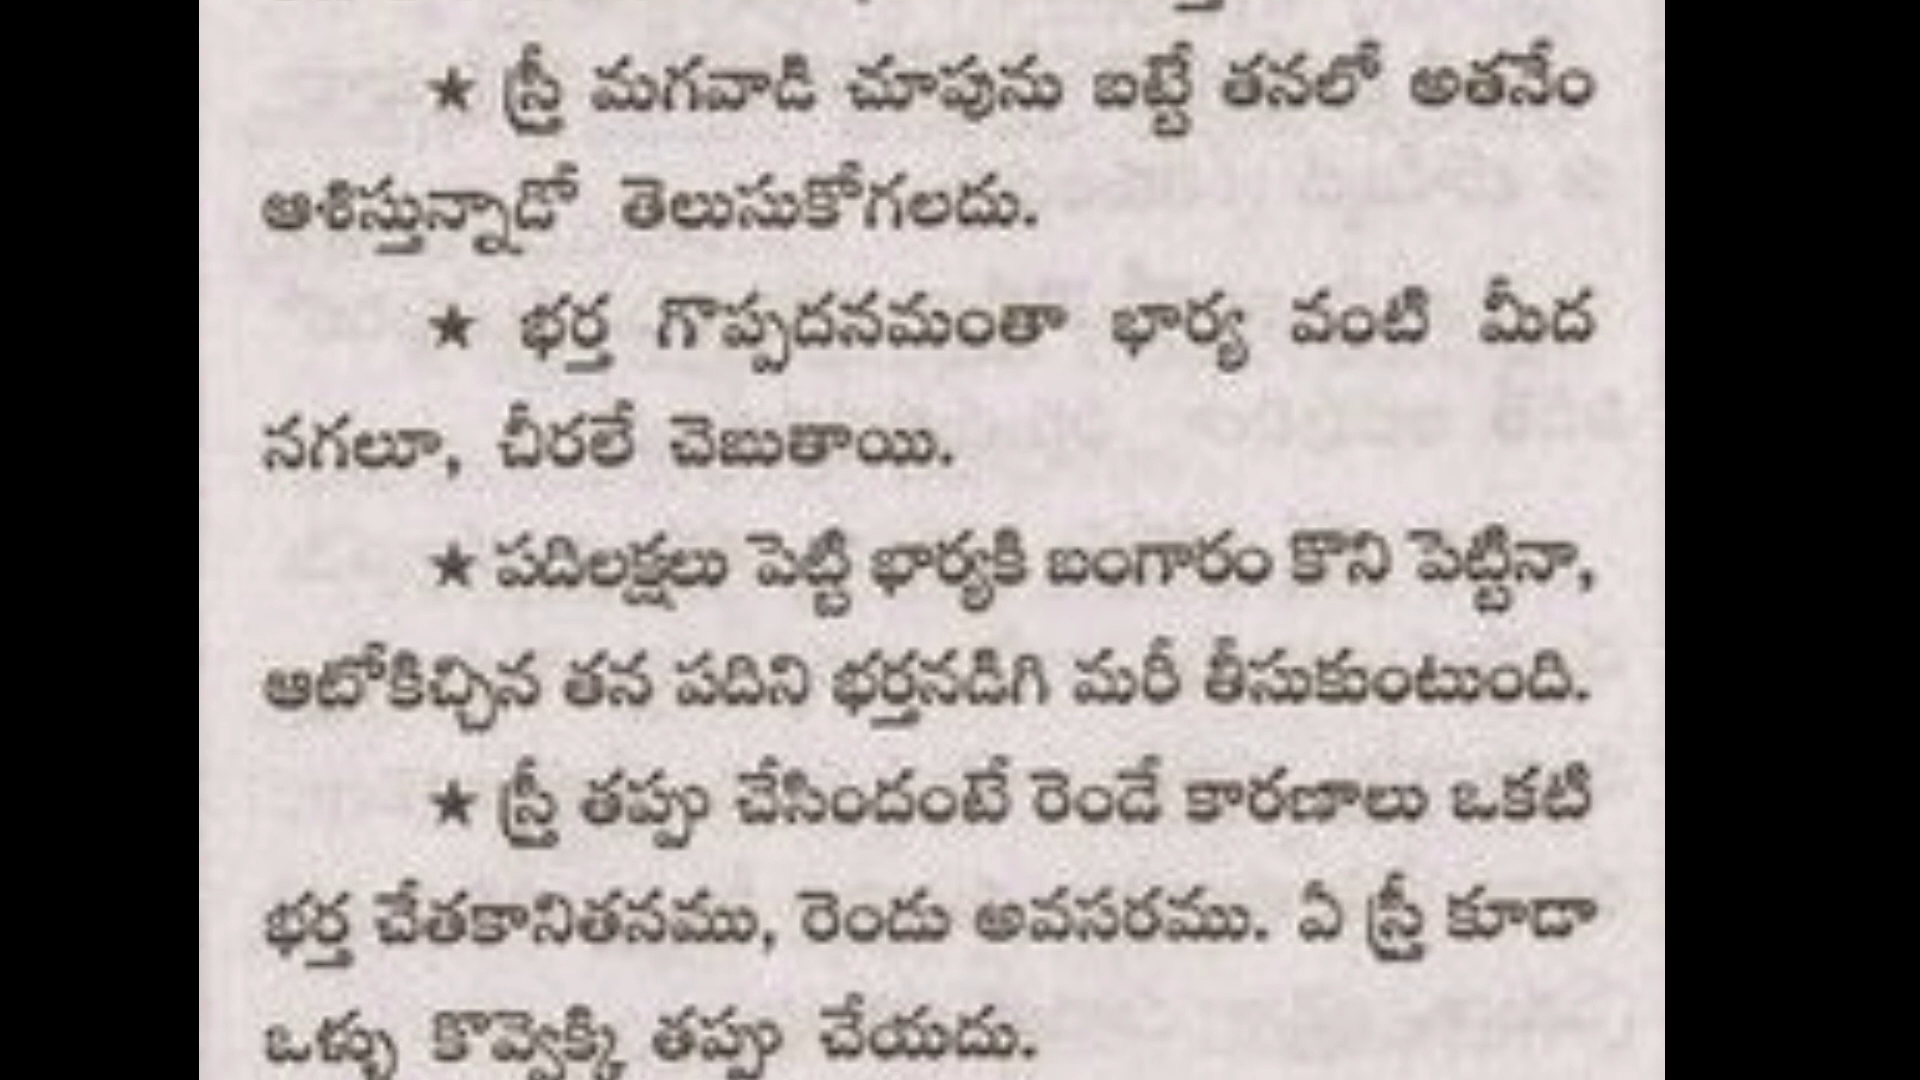 ★ స్త్రీ మగవాడి చూపును బట్టే తనలో అతనేం
ఆశిస్తున్నాడో తెలుసుకోగలదు.
★ భర్త గొప్పదనమంతా భార్య వంటి మీద
నగలూ, చీరలే చెబుతాయి.
★ పదిలక్షలు పెట్టి భార్యకి బంగారం కొని పెట్టినా,
ఆటోకిచ్చిన తన పదిని భర్తనడిగి మరీ తీసుకుంటుంది.
★ స్త్రీ తప్పు చేసిందంటే రెండే కారణాలు ఒకటి
భర్త చేతకానితనము, రెండు అవసరము. ఏ స్త్రీ కూడా
ఒళ్ళు కొవ్వెక్కి తప్పు చేయదు.